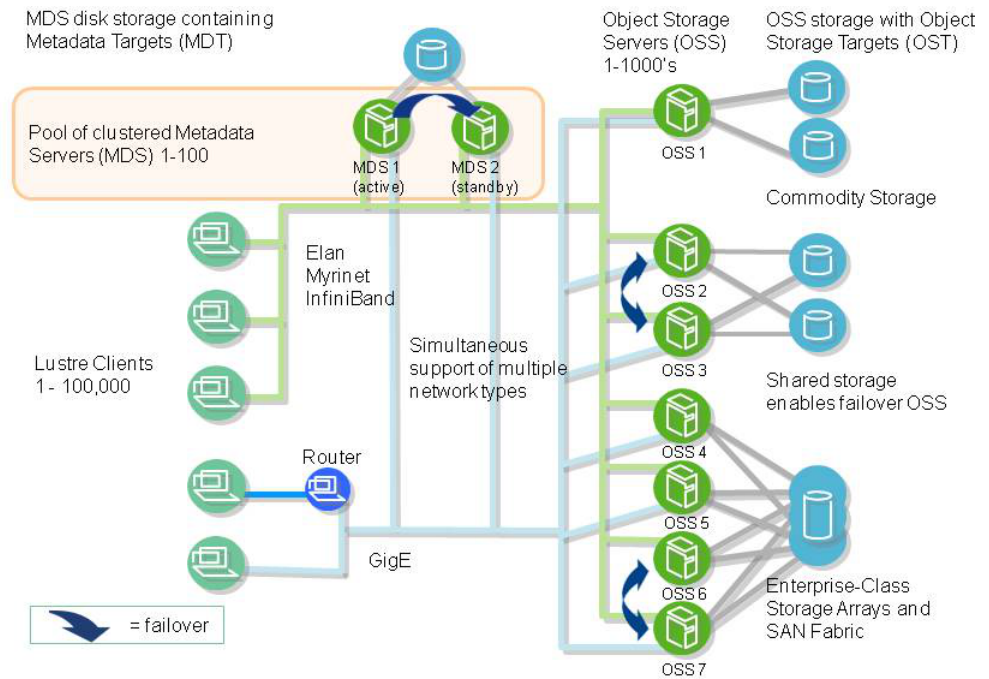 MDS disk storage containing
Metadata Targets (MDT)
Object Storage
Servers (OSS)
1-1000's
OSS storage with Object
Storage Targets (OST)
Pool of clustered Metadata
Servers (MDS) 1-100
MDS 1
(active)
MDS 2
(standby)
OSS 1
Commodity Storage
Elan
Myrinet
InfiniBand
OSS 2
Simultaneous
support of multiple
network types
OSS 3
Lustre Clients
1 - 100,000
Shared storage
enables failover OSS
OSS 4
Router
OSS 5
GigE
OSS 6
Enterprise-Class
Storage Arrays and
SAN Fabric
= failover
OSS 7